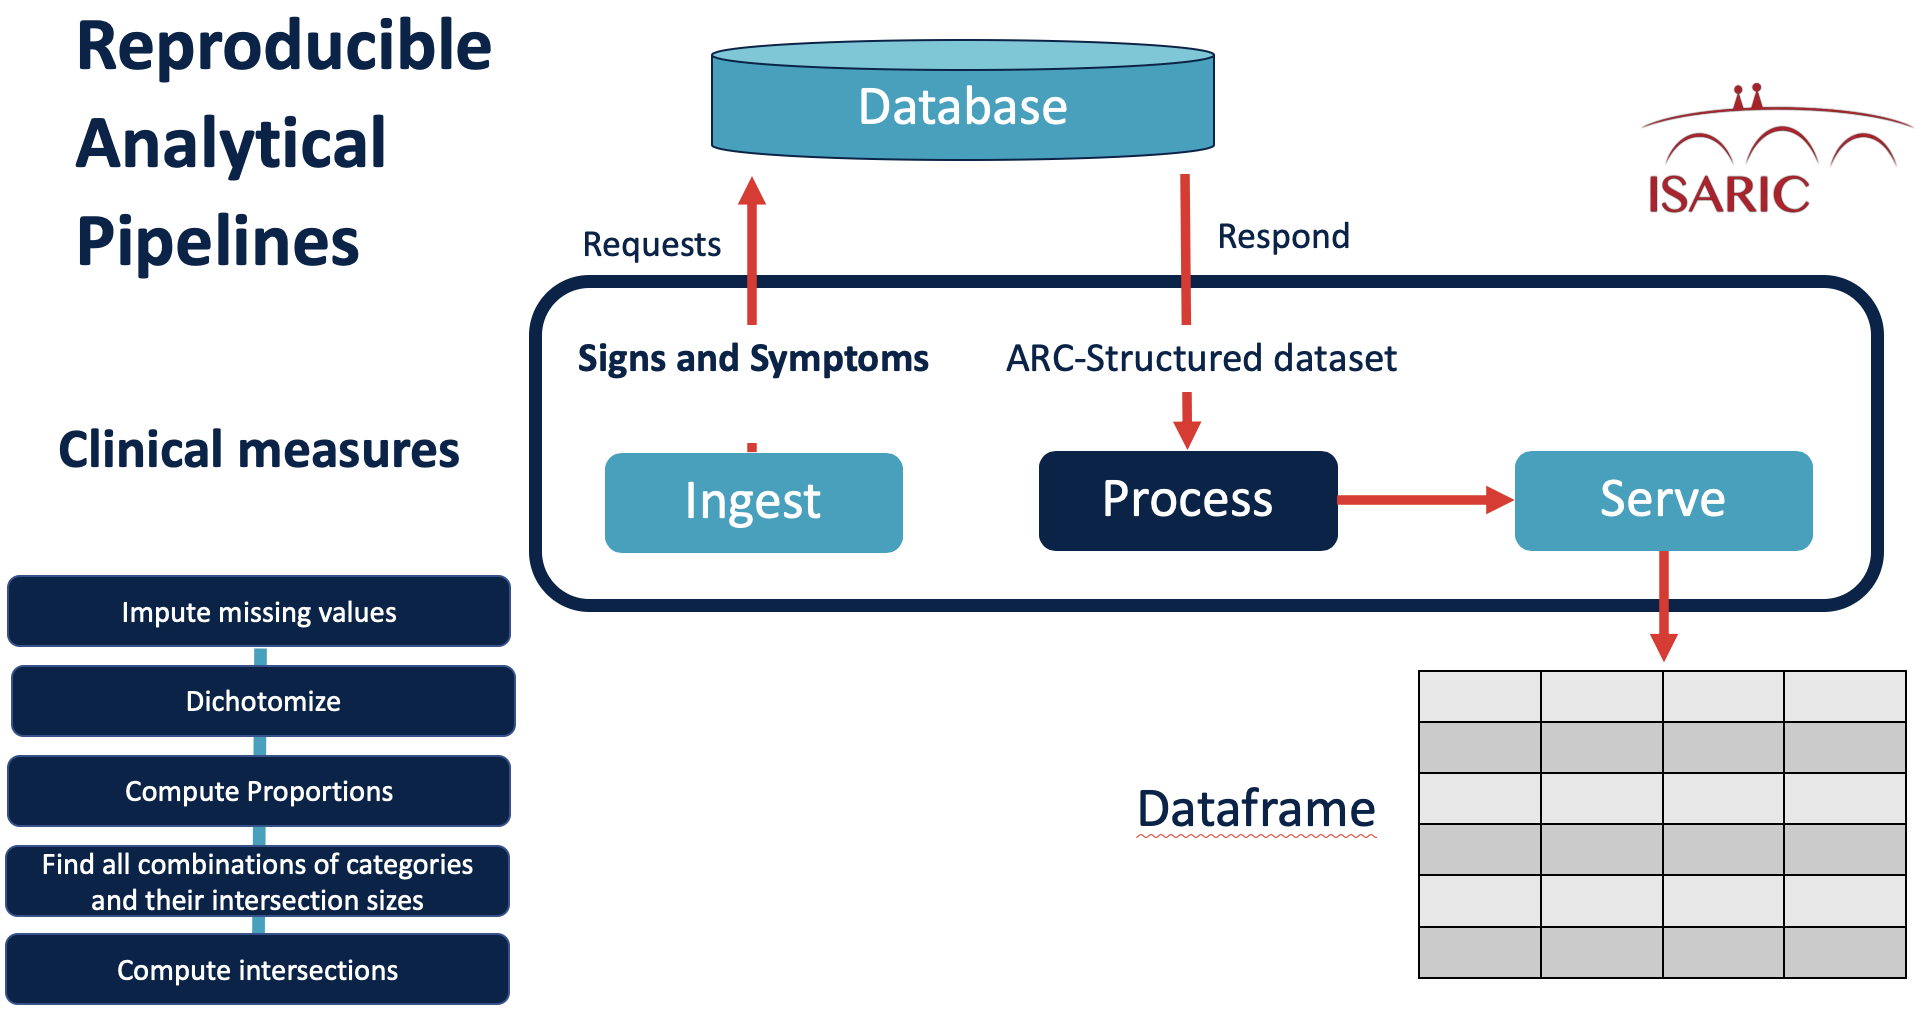 Reproducible
Analytical
Pipelines
Database
ISARIC
Requests
Respond
Signs and Symptoms
ARC-Structured dataset
Clinical measures
Ingest
Process
Serve
Impute missing values
Dichotomize
Compute Proportions
Find all combinations of categories
and their intersection sizes
Compute intersections
Dataframe